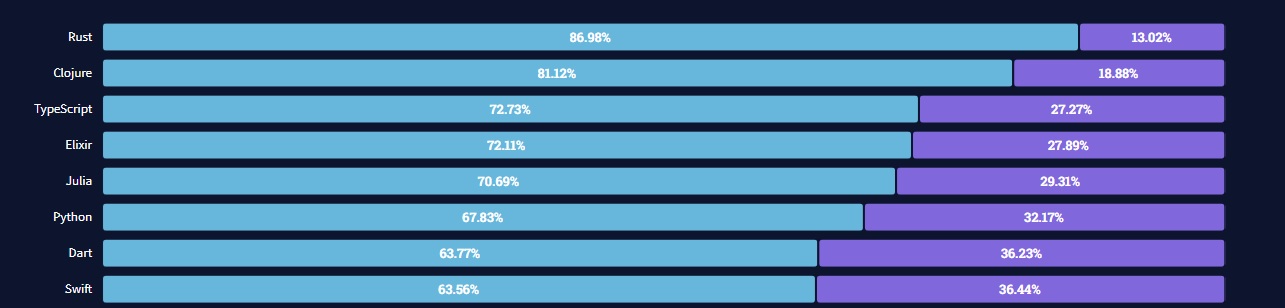 Rust 86.98% 13.02%
Clojure 81.12% 18.88%
TypeScript 72.73% 27.27%
Elixir 72.11% 27.89%
Julia 70.69% 29.31%
Python 67.83% 32.17%
Dart 63.77% 36.23%
Swift 63.56% 36.44%